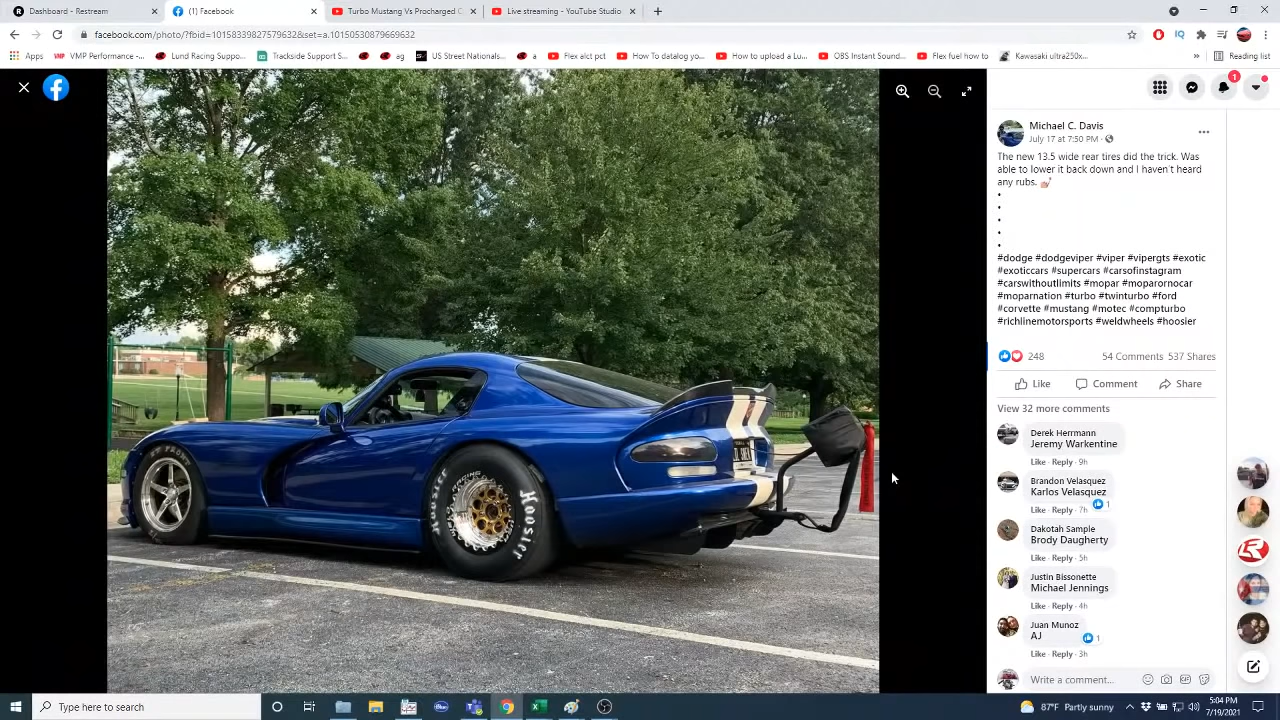 Dashboard - Restream
(1) Facebook
Turbo Mustang Vs Procharged C
Live streaming - YouTube Studio
facebook.com/photo/?fbid=10158339827579632&set=a.10150530879669632
Apps
VMP Performance -...
Lund Racing Suppo...
Trackside Support S...
ag
US Street Nationals...
a
Flex alct pct
How To datalog yo...
How to upload a Lu...
OBS Instant Sound...
Flex fuel how to
Kawasaki ultra250x...
»
Reading list
1
Michael C. Davis
July 17 at 7:50 PM ·
The new 13.5 wide rear tires did the trick. Was
able to lower it back down and I haven't heard
any rubs.
•
•
•
•
•
#dodge #dodgeviper #viper #vipergts #exotic
#exoticcars #supercars #carsofinstagram
#carswithoutlimits #mopar #moparornocar
#moparnation #turbo #twinturbo #ford
#corvette #mustang #motec #compturbo
#richlinemotorsports #weldwheels #hoosier
248
54 Comments 537 Shares
Like
Comment
Share
View 32 more comments
Derek Herrmann
Jeremy Warkentine
Like · Reply · 9h
Brandon Velasquez
Karlos Velasquez
Like · Reply · 7h
1
Dakotah Sample
Brody Daugherty
Like · Reply · 5h
Justin Bissonette
Michael Jennings
Like · Reply · 4h
Juan Munoz
AJ
1
Like · Reply · 3h
Write a comment...
Hoosier
RACING
Type here to search
87°F Partly sunny
5:04 PM
7/19/2021